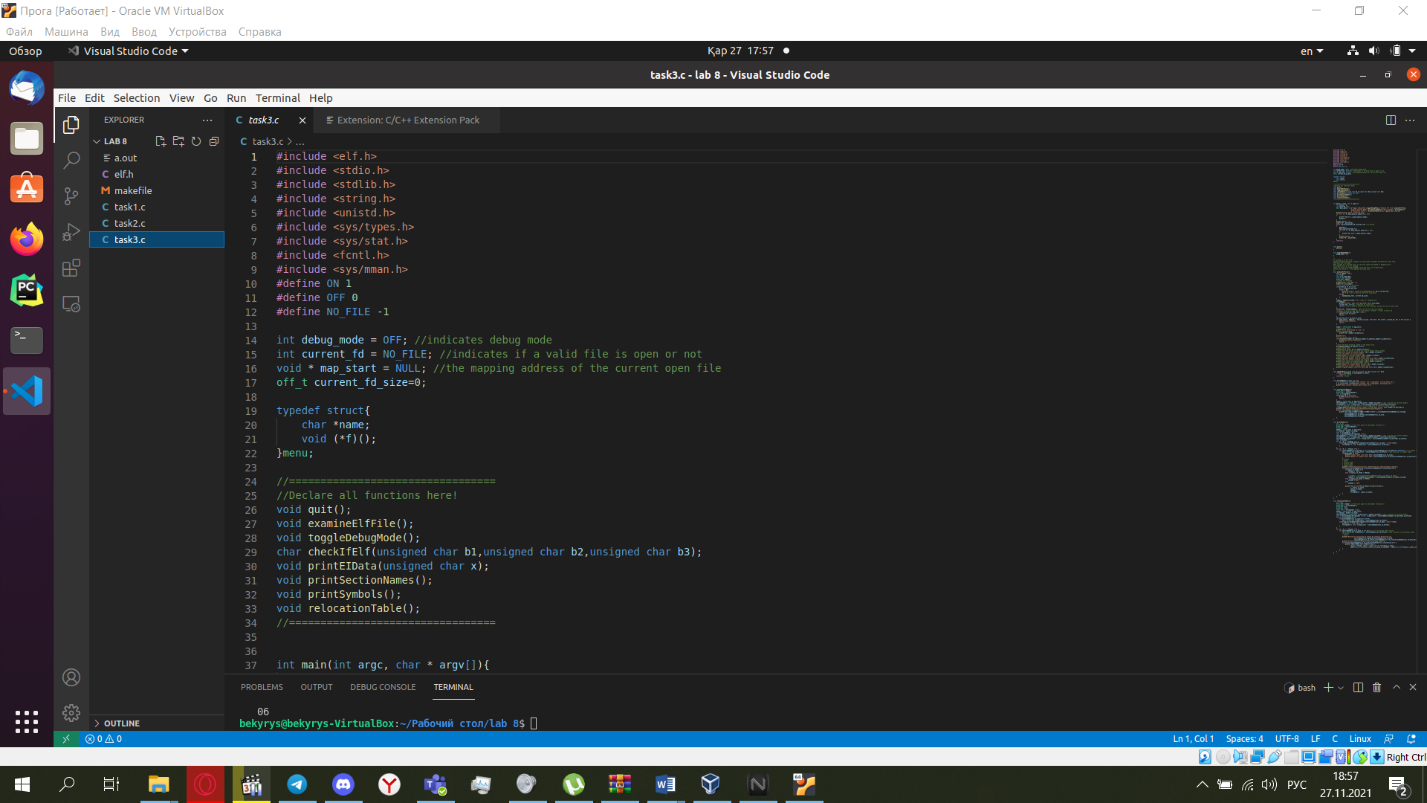 Прога [Работает] - Oracle VM VirtualBox
Файл Машина Вид Ввод Устройства Справка
Обзор Visual Studio Code Қар 27 17:57 en
task3.c - lab 8 - Visual Studio Code
File Edit Selection View Go Run Terminal Help
EXPLORER
LAB 8
a.out
elf.h
makefile
task1.c
task2.c
task3.c
OUTLINE
C task3.c Extension: C/C++ Extension Pack
C task3.c > ...
1 #include <elf.h>
2 #include <stdio.h>
3 #include <stdlib.h>
4 #include <string.h>
5 #include <unistd.h>
6 #include <sys/types.h>
7 #include <sys/stat.h>
8 #include <fcntl.h>
9 #include <sys/mman.h>
10 #define ON 1
11 #define OFF 0
12 #define NO_FILE -1
13
14 int debug_mode = OFF; //indicates debug mode
15 int current_fd = NO_FILE; //indicates if a valid file is open or not
16 void * map_start = NULL; //the mapping address of the current open file
17 off_t current_fd_size=0;
18
19 typedef struct{
20 char *name;
21 void (*f)();
22 }menu;
23
24 //=================================
25 //Declare all functions here!
26 void quit();
27 void examineElfFile();
28 void toggleDebugMode();
29 char checkIfElf(unsigned char b1,unsigned char b2,unsigned char b3);
30 void printEIData(unsigned char x);
31 void printSectionNames();
32 void printSymbols();
33 void relocationTable();
34 //=================================
35
36
37 int main(int argc, char * argv[]){
PROBLEMS OUTPUT DEBUG CONSOLE TERMINAL bash
06
bekyrys@bekyrys-VirtualBox:~/Рабочий стол/lab 8$
0 0 Ln 1, Col 1 Spaces: 4 UTF-8 LF C Linux
Right Ctrl
РУС 18:57
27.11.2021
2